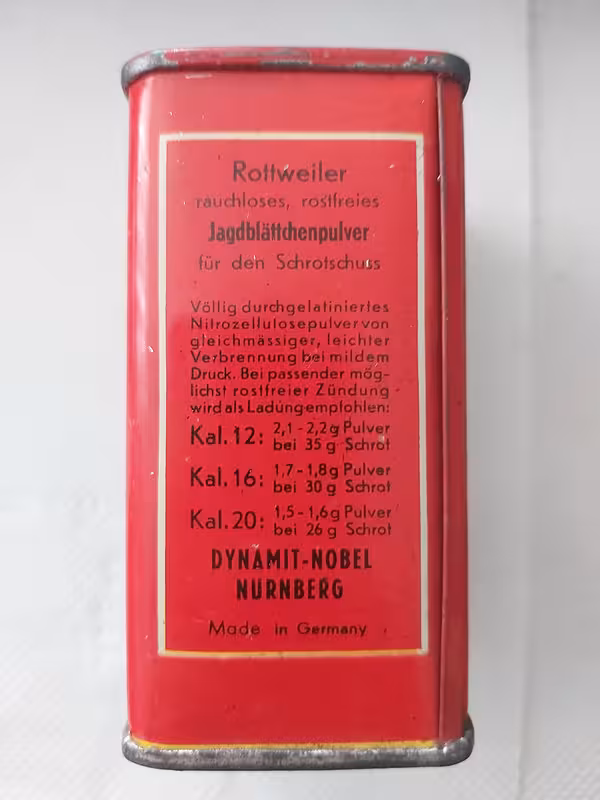 Rottweiler
rauchloses, rostfreies
Jagdblättchenpulver
für den Schrotschuss
Völlig durchgelatiniertes
Nitrozellulosepulver von
gleichmässiger, leichter
Verbrennung bei mildem
Druck. Bei passender mög-
lichst rostfreier Zündung
wird als Ladung empfohlen:
Kal. 12: 2,1 - 2,2 g Pulver
bei 35 g Schrot
Kal. 16: 1,7 - 1,8 g Pulver
bei 30 g Schrot
Kal. 20: 1,5 - 1,6 g Pulver
bei 26 g Schrot
DYNAMIT-NOBEL
NÜRNBERG
Made in Germany